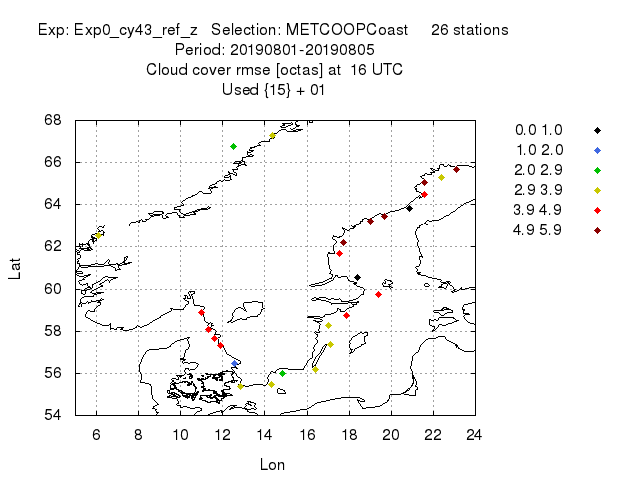 Exp: Exp0_cy43_ref_z   Selection: METCOOPCoast     26 stations
Period: 20190801-20190805
Cloud cover rmse [octas] at  16 UTC
Used {15} + 01
68
66
64
62
60
58
56
54
Lat
6 8 10 12 14 16 18 20 22 24
Lon
0.0 1.0
1.0 2.0
2.0 2.9
2.9 3.9
3.9 4.9
4.9 5.9